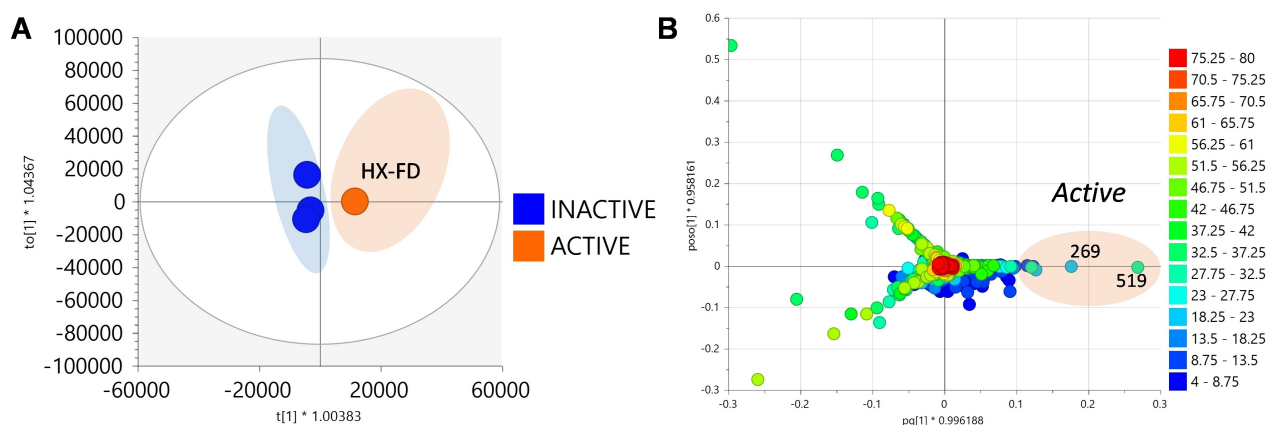 A
100000
80000
60000
40000
20000
0
-20000
-40000
-60000
-80000
-100000
to[1] * 1.04367
-60000
-20000
20000
60000
t[1] * 1.00383
HX-FD
INACTIVE
ACTIVE
B
0.6
0.5
0.4
0.3
0.2
0.1
0
-0.1
-0.2
-0.3
poso[1] * 0.958161
-0.3
-0.2
-0.1
0
0.1
0.2
0.3
pq[1] * 0.996188
Active
269
519
75.25 - 80
70.5 - 75.25
65.75 - 70.5
61 - 65.75
56.25 - 61
51.5 - 56.25
46.75 - 51.5
42 - 46.75
37.25 - 42
32.5 - 37.25
27.75 - 32.5
23 - 27.75
18.25 - 23
13.5 - 18.25
8.75 - 13.5
4 - 8.75